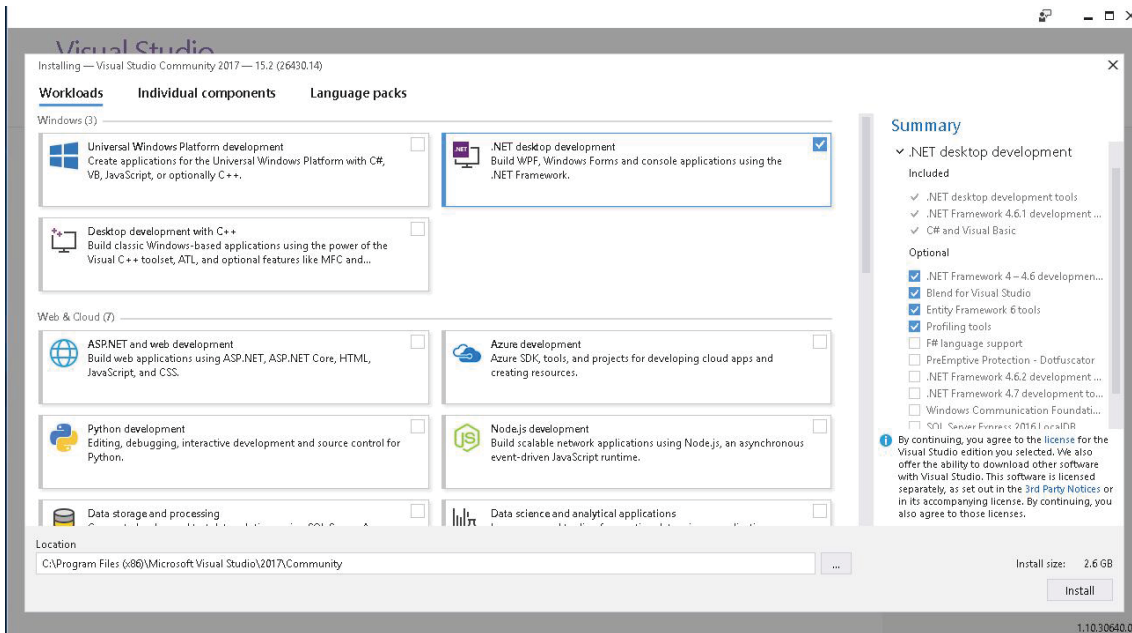 Visual Studio
Installing — Visual Studio Community 2017 — 15.2 (26430.14)
Workloads Individual components Language packs
Windows (3)
Universal Windows Platform development
Create applications for the Universal Windows Platform with C#,
VB, JavaScript, or optionally C++.
.NET
.NET desktop development
Build WPF, Windows Forms and console applications using the
.NET Framework.
Desktop development with C++
Build classic Windows-based applications using the power of the
Visual C++ toolset, ATL, and optional features like MFC and...
Web & Cloud (7)
ASP.NET and web development
Build web applications using ASP.NET, ASP.NET Core, HTML,
JavaScript, and CSS.
Azure development
Azure SDK, tools, and projects for developing cloud apps and
creating resources.
Python development
Editing, debugging, interactive development and source control for
Python.
JS
Node.js development
Build scalable network applications using Node.js, an asynchronous
event-driven JavaScript runtime.
Data storage and processing
Data science and analytical applications
Summary
.NET desktop development
Included
.NET desktop development tools
.NET Framework 4.6.1 development ...
C# and Visual Basic
Optional
.NET Framework 4 – 4.6 developmen...
Blend for Visual Studio
Entity Framework 6 tools
Profiling tools
F# language support
PreEmptive Protection - Dotfuscator
.NET Framework 4.6.2 development ...
.NET Framework 4.7 development to...
Windows Communication Foundati...
SQL Server Express 2016 LocalDB
By continuing, you agree to the license for the
Visual Studio edition you selected. We also
offer the ability to download other software
with Visual Studio. This software is licensed
separately, as set out in the 3rd Party Notices or
in its accompanying license. By continuing, you
also agree to those licenses.
Location
C:\Program Files (x86)\Microsoft Visual Studio\2017\Community
...
Install size: 2.6 GB
Install
1.10.30640.0